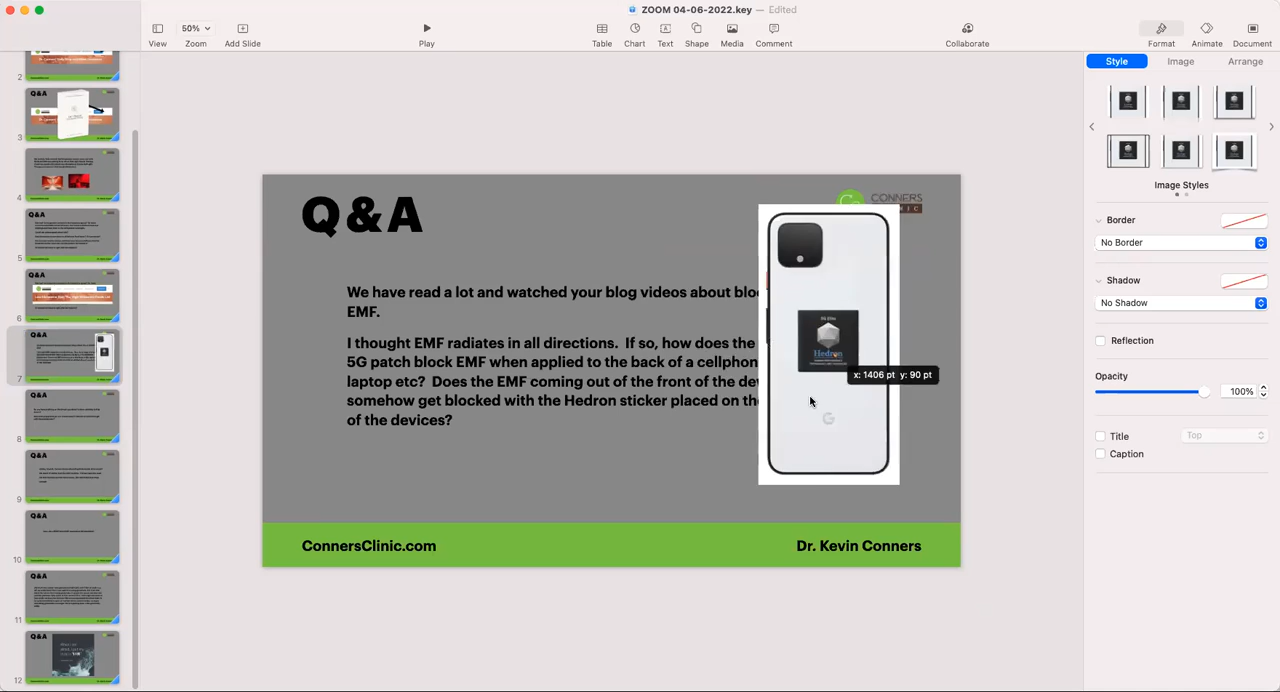 ZOOM 04-06-2022.key — Edited
50%
View
Zoom
Add Slide
Play
Table
Chart
Text
Shape
Media
Comment
Collaborate
Format
Animate
Document
Style
Image
Arrange
Image Styles
Border
No Border
Shadow
No Shadow
Reflection
Opacity
100%
Title
Top
Caption
2
3
Q&A
4
5
Q&A
6
Q&A
7
Q&A
8
Q&A
9
10
Q&A
11
Q&A
12
Q&A
Q&A
CONNERS
We have read a lot and watched your blog videos about blo
EMF.
I thought EMF radiates in all directions. If so, how does the
5G patch block EMF when applied to the back of a cellphon
laptop etc? Does the EMF coming out of the front of the dev
somehow get blocked with the Hedron sticker placed on the
of the devices?
5G Elite
Hedron
x: 1406 pt y: 90 pt
G
ConnersClinic.com
Dr. Kevin Conners